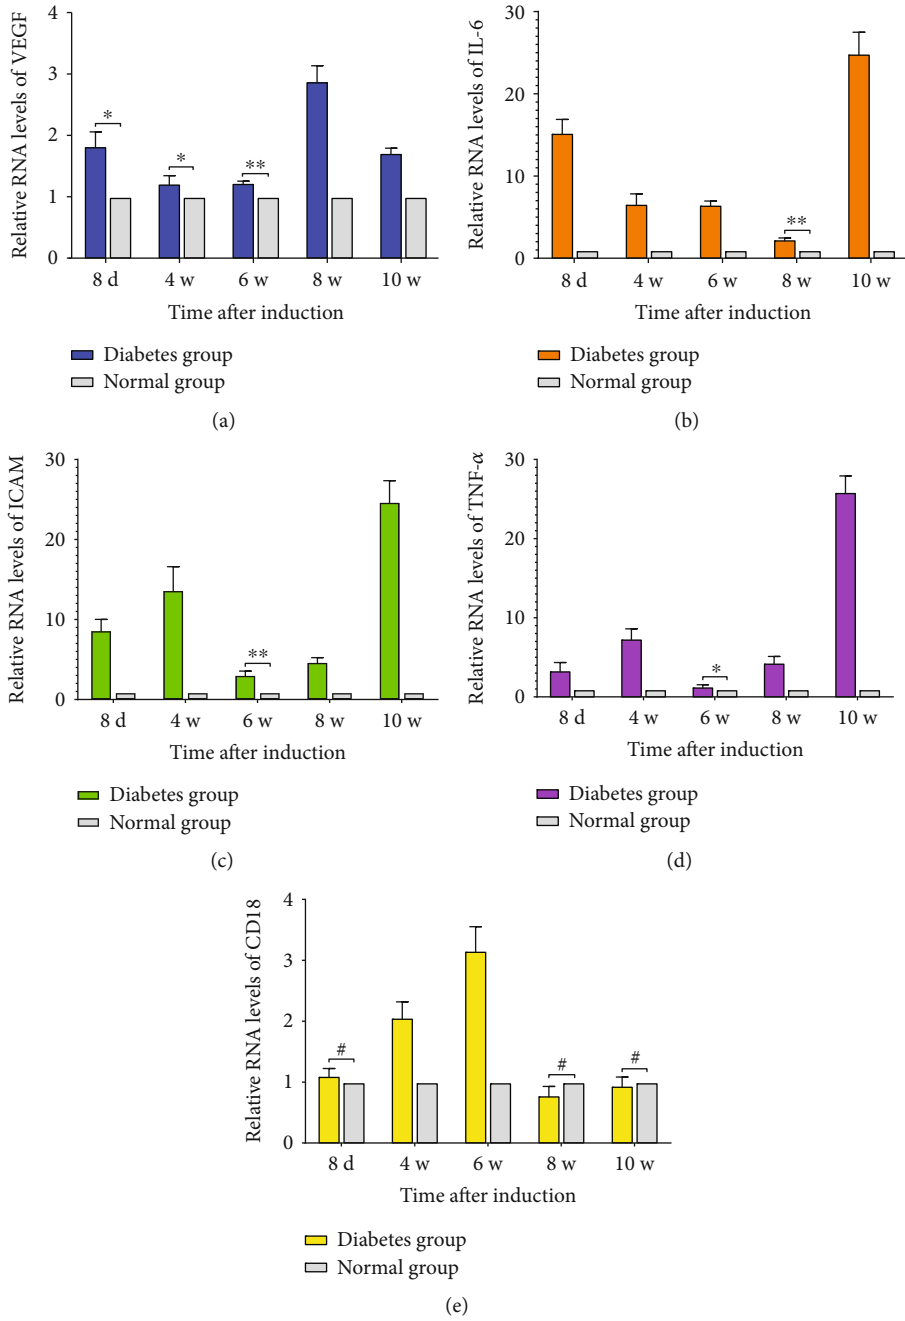 Relative RNA levels of VEGF
4
3
2
1
0
*
*
**
8 d
4 w
6 w
8 w
10 w
Time after induction
Diabetes group
Normal group
(a)
Relative RNA levels of IL-6
30
20
10
0
**
8 d
4 w
6 w
8 w
10 w
Time after induction
Diabetes group
Normal group
(b)
Relative RNA levels of ICAM
30
20
10
0
**
8 d
4 w
6 w
8 w
10 w
Time after induction
Diabetes group
Normal group
(c)
Relative RNA levels of TNF-α
30
20
10
0
*
8 d
4 w
6 w
8 w
10 w
Time after induction
Diabetes group
Normal group
(d)
Relative RNA levels of CD18
4
3
2
1
0
#
#
#
8 d
4 w
6 w
8 w
10 w
Time after induction
Diabetes group
Normal group
(e)